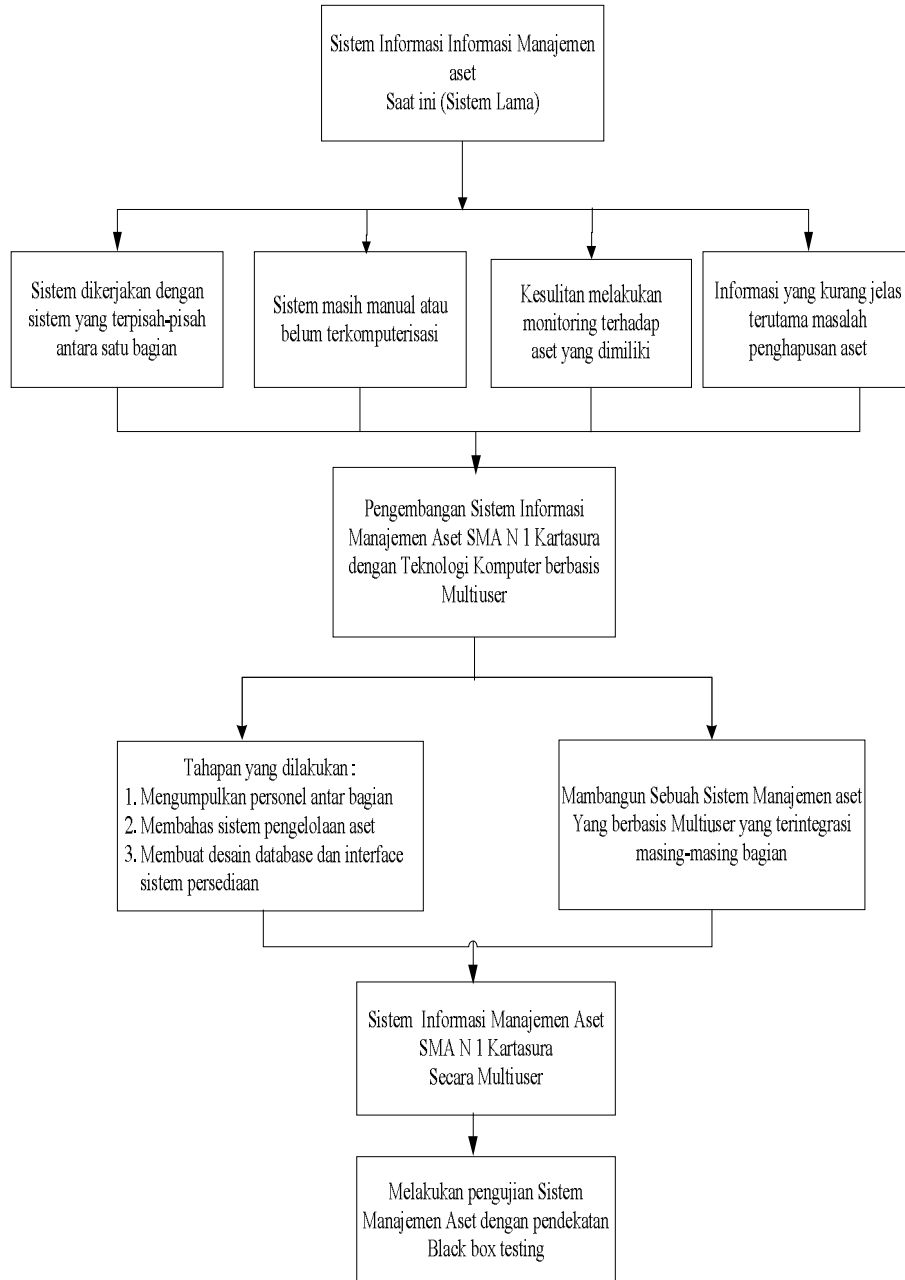 Sistem Informasi Informasi Manajemen
aset
Saat ini (Sistem Lama)
Sistem dikerjakan dengan
sistem yang terpisah-pisah
antara satu bagian
Sistem masih manual atau
belum terkomputerisasi
Kesulitan melakukan
monitoring terhadap
aset yang dimiliki
Informasi yang kurang jelas
terutama masalah
penghapusan aset
Pengembangan Sistem Informasi
Manajemen Aset SMA N 1 Kartasura
dengan Teknologi Komputer berbasis
Multiuser
Tahapan yang dilakukan :
1. Mengumpulkan personel antar bagian
2. Membahas sistem pengelolaan aset
3. Membuat desain database dan interface
sistem persediaan
Mambangun Sebuah Sistem Manajemen aset
Yang berbasis Multiuser yang terintegrasi
masing-masing bagian
Sistem Informasi Manajemen Aset
SMA N 1 Kartasura
Secara Multiuser
Melakukan pengujian Sistem
Manajemen Aset dengan pendekatan
Black box testing